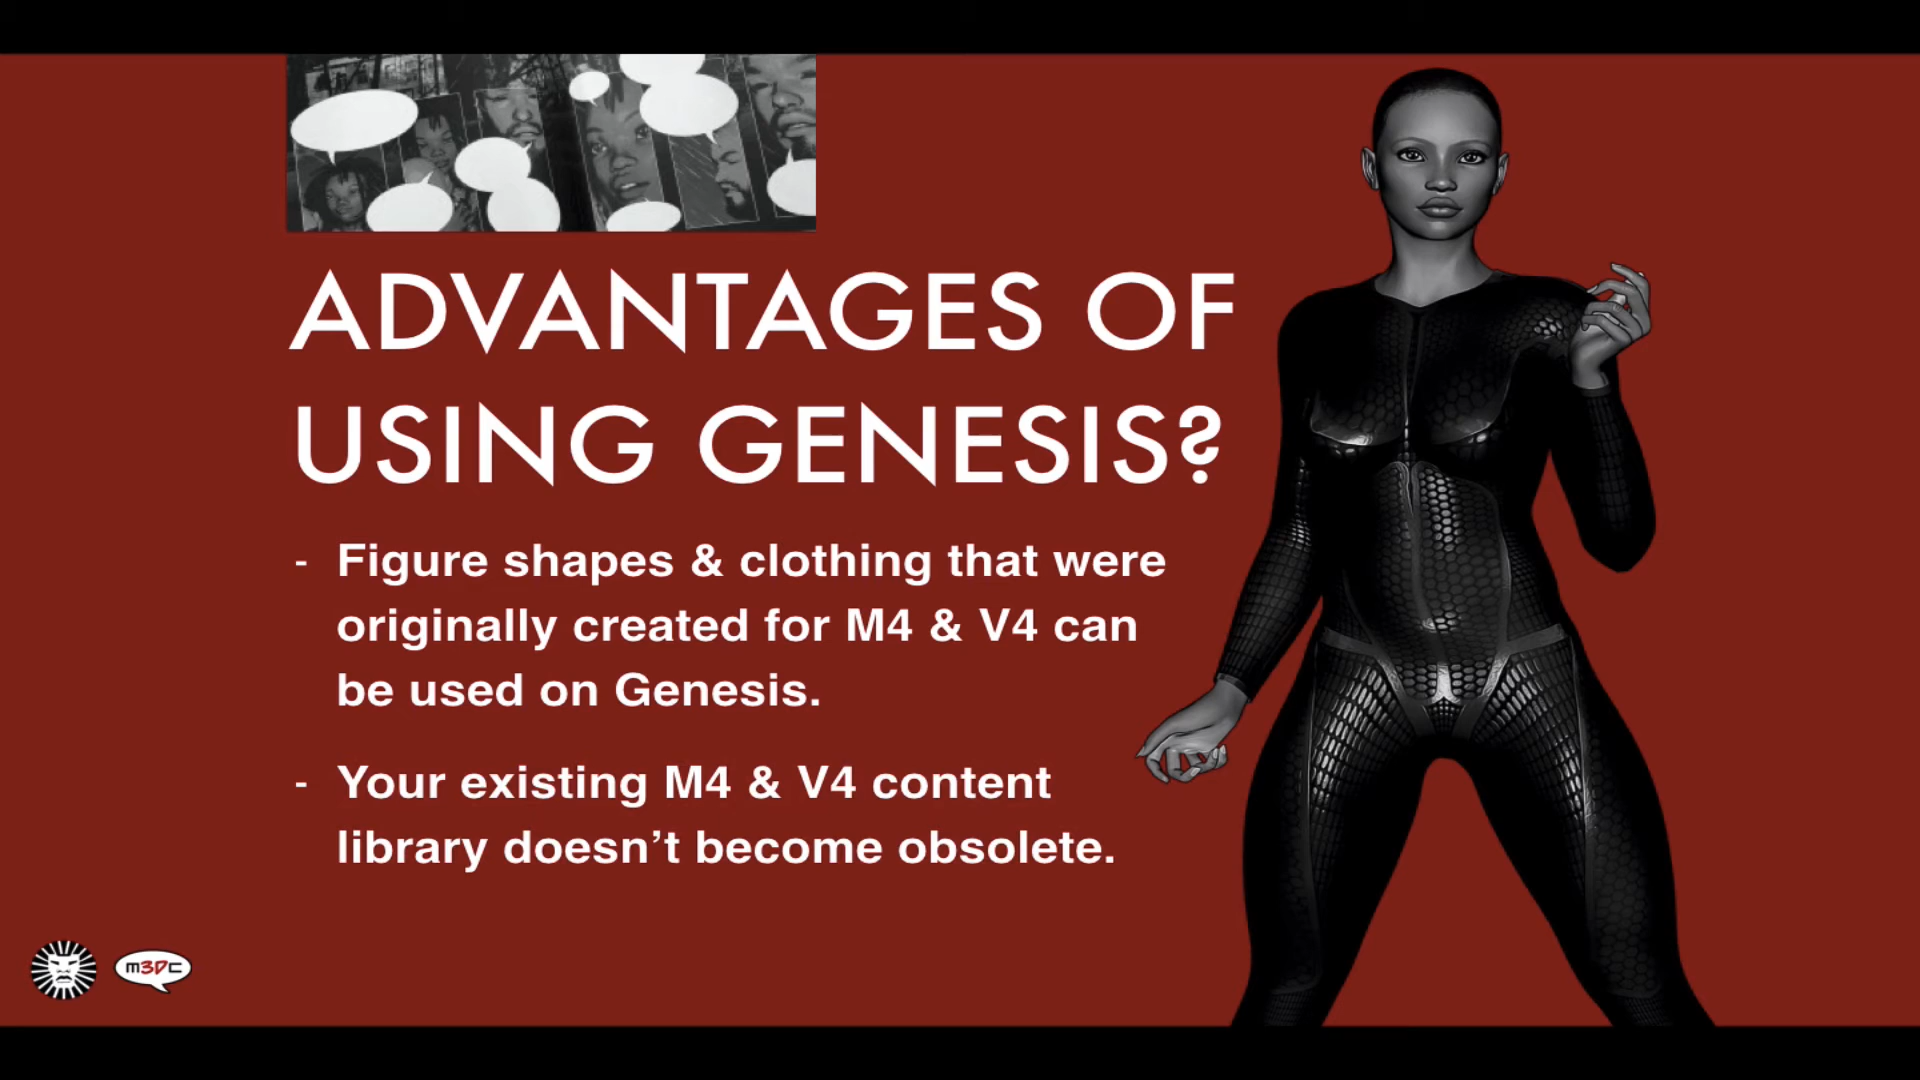 ADVANTAGES OF
USING GENESIS?
- Figure shapes & clothing that were
originally created for M4 & V4 can
be used on Genesis.
- Your existing M4 & V4 content
library doesn’t become obsolete.
m3DC